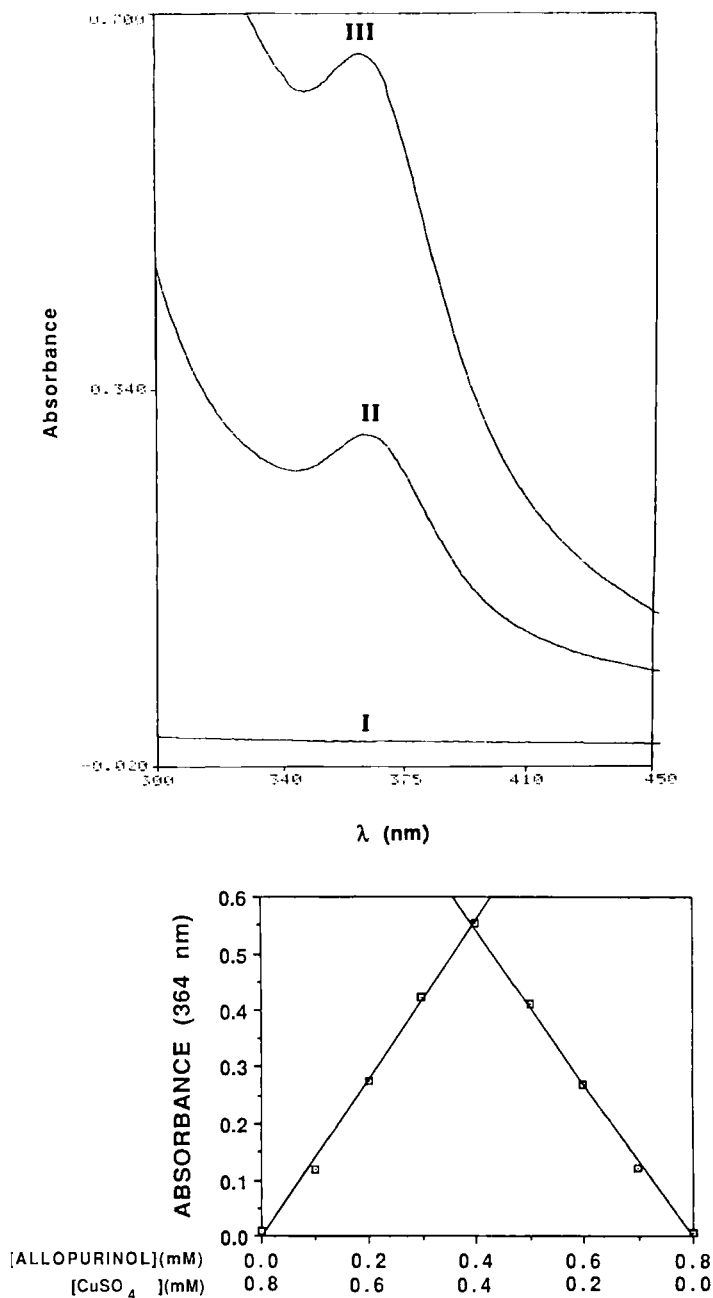 0.700
III
Absorbance
0.340
II
I
-0.020
300 340 375 410 450
λ (nm)
ABSORBANCE (364 nm)
0.6
0.5
0.4
0.3
0.2
0.1
0.0
[ALLOPURINOL](mM) 0.0 0.2 0.4 0.6 0.8
[CuSO4 ](mM) 0.8 0.6 0.4 0.2 0.0